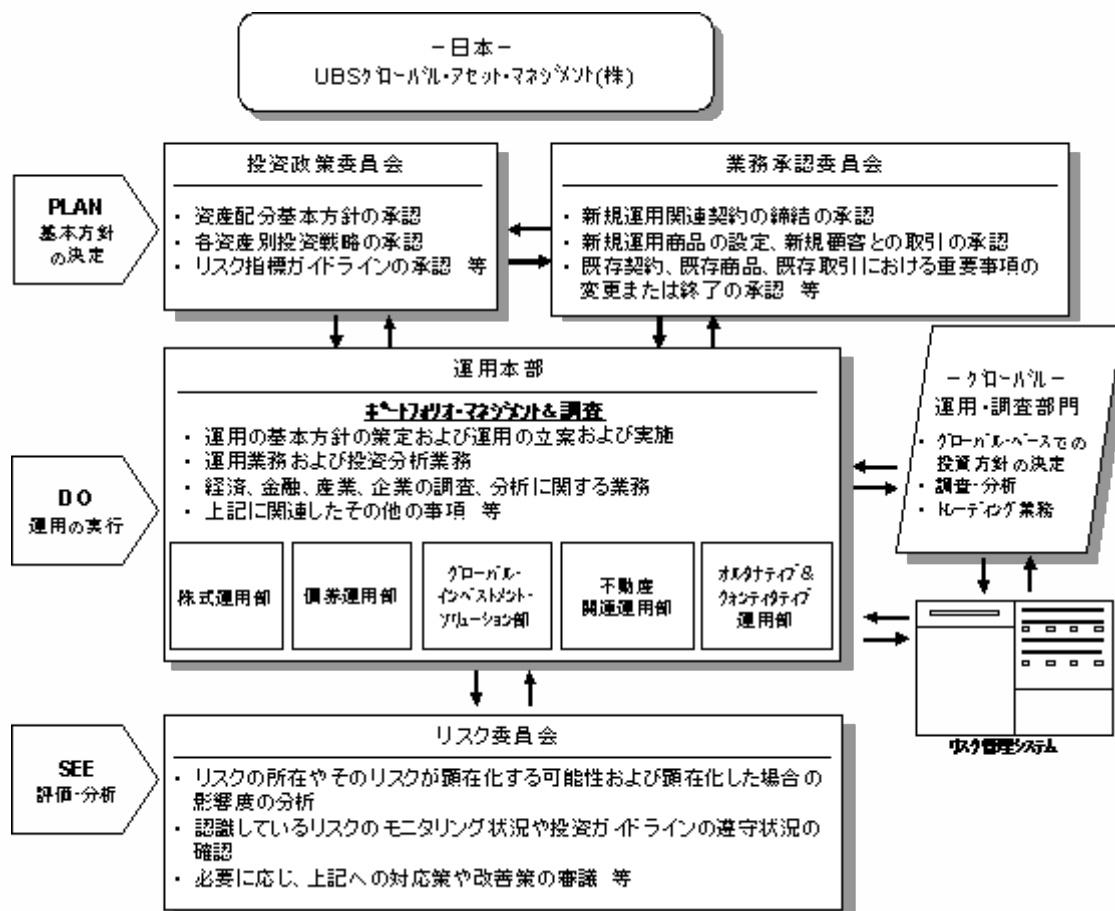 －日本－
UBSｸﾞﾛｰﾊﾞﾙ・ｱｾｯﾄ・ﾏﾈｼﾞﾒﾝﾄ(株)
PLAN
基本方針
の決定
投資政策委員会
・ 資産配分基本方針の承認
・ 各資産別投資戦略の承認
・ リスク指標ガイドラインの承認 等
業務承認委員会
・ 新規運用関連契約の締結の承認
・ 新規運用商品の設定、新規顧客との取引の承認
・ 既存契約、既存商品、既存取引における重要事項の
変更または終了の承認 等
DO
運用の実行
運用本部
ﾎﾟｰﾄﾌｫﾘｵ・ﾏﾈｼﾞﾒﾝﾄ&調査
・ 運用の基本方針の策定および運用の立案および実施
・ 運用業務および投資分析業務
・ 経済、金融、産業、企業の調査、分析に関する業務
・ 上記に関連したその他の事項 等
株式運用部
債券運用部
ｸﾞﾛｰﾊﾞﾙ・
ｲﾝﾍﾞｽﾄﾒﾝﾄ・
ｿﾘｭｰｼｮﾝ部
不動産
関連運用部
ｵﾙﾀﾅﾃｨﾌﾞ&
ｸｫﾝﾃｨﾀﾃｨﾌﾞ
運用部
－ｸﾞﾛｰﾊﾞﾙ－
運用・調査部門
・ ｸﾞﾛｰﾊﾞﾙ・ﾍﾞｰｽでの
投資方針の決定
・ 調査・分析
・ ﾄﾚｰﾃﾞｨﾝｸﾞ業務
ﾘｽｸ管理ｼｽﾃﾑ
SEE
評価・分析
リスク委員会
・ リスクの所在やそのリスクが顕在化する可能性および顕在化した場合の
影響度の分析
・ 認識しているリスクのモニタリング状況や投資ガイドラインの遵守状況の
確認
・ 必要に応じ、上記への対応策や改善策の審議 等